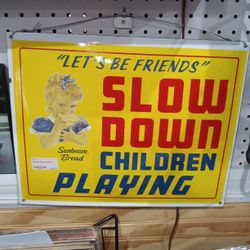 "LET'S BE FRIENDS"
SLOW
DOWN
CHILDREN
PLAYING
Sunbeam
Bread